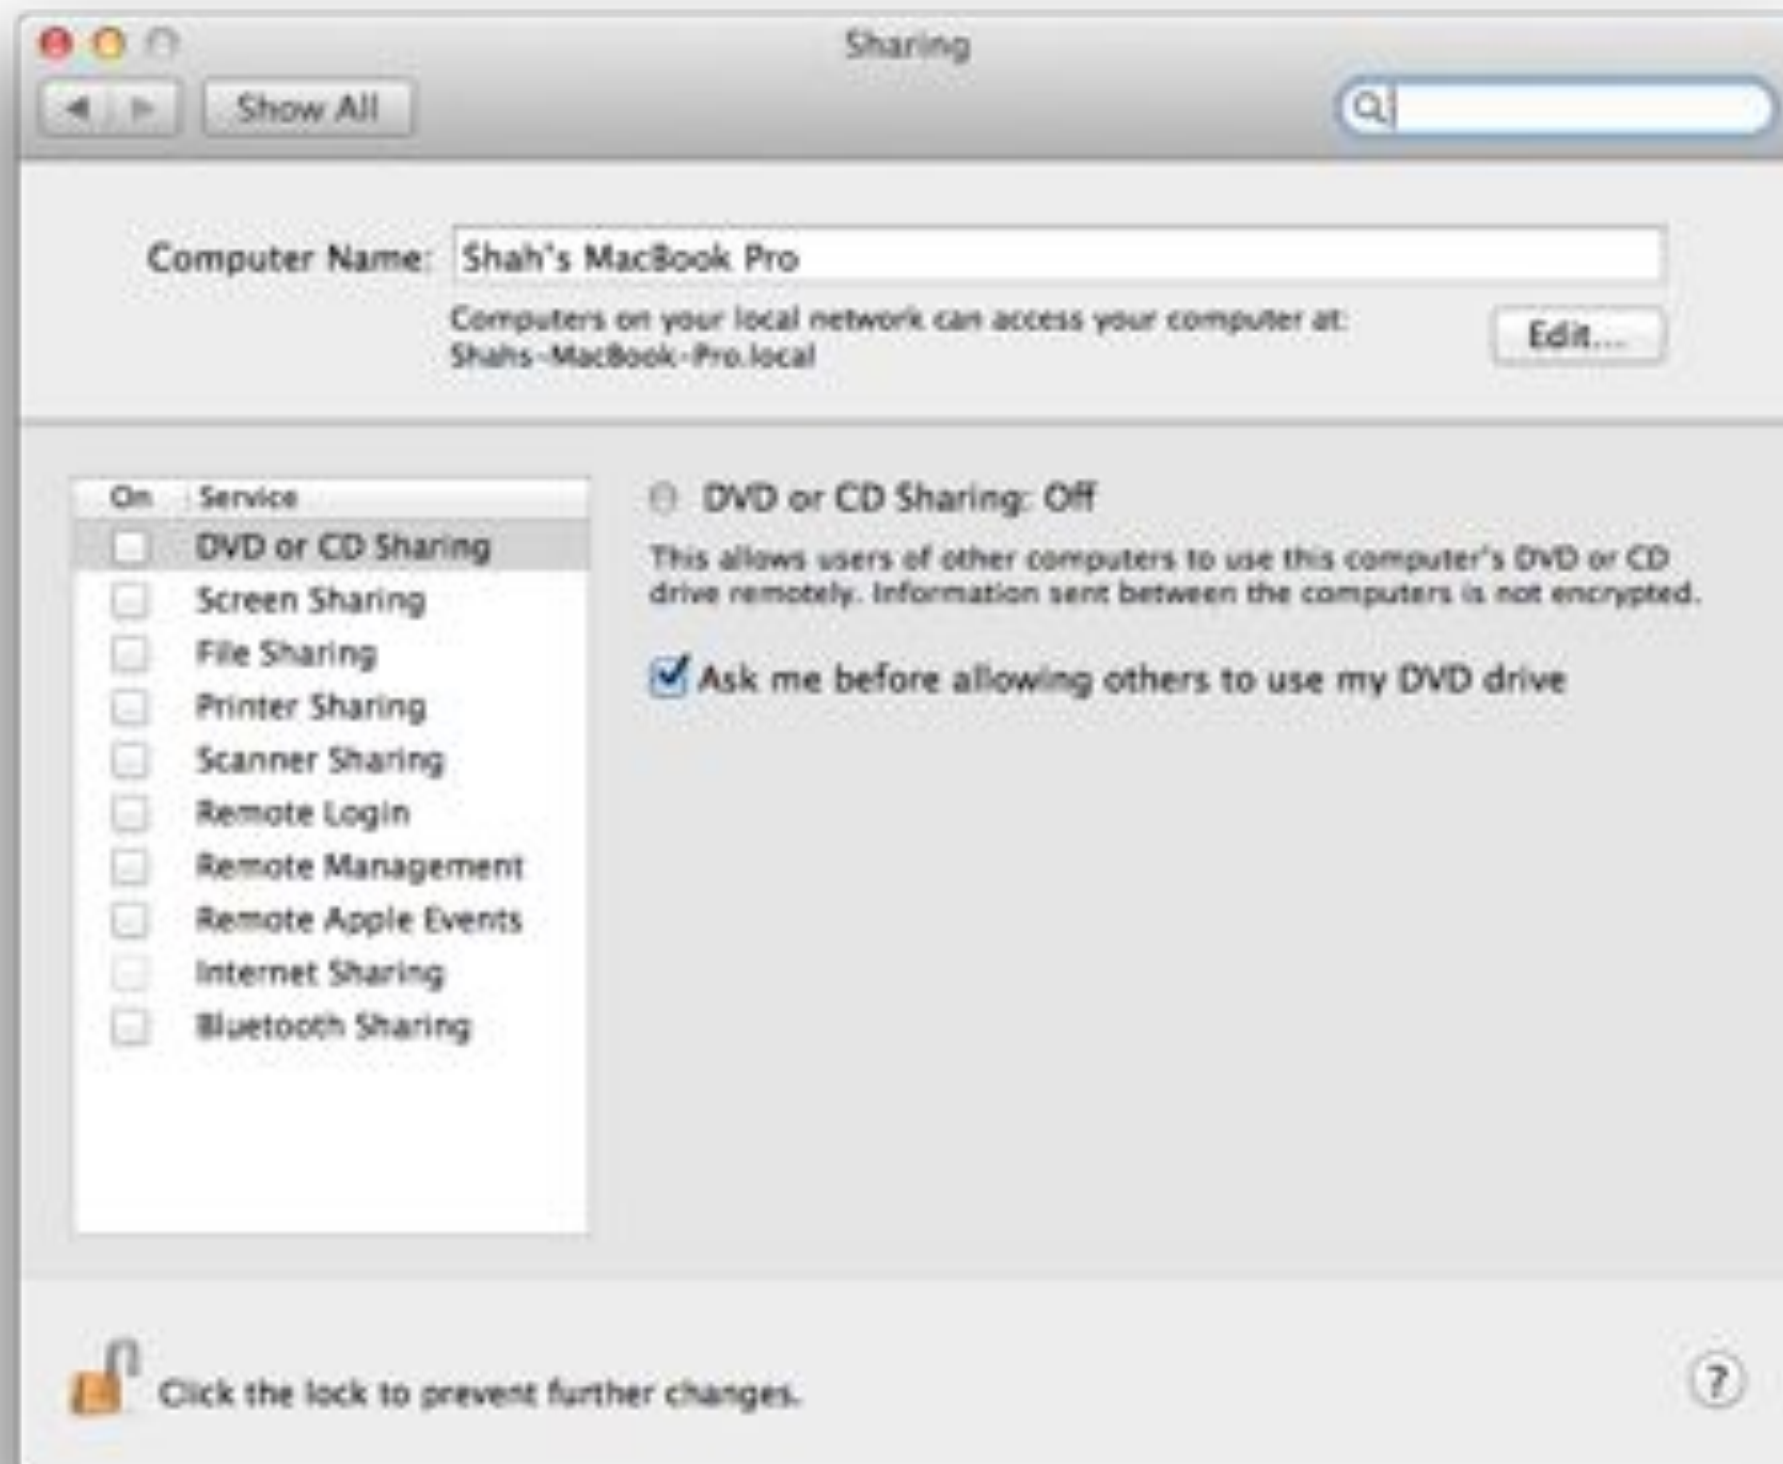 Sharing
Show All
Computer Name: Shah's MacBook Pro
Computers on your local network can access your computer at:
Shahs-MacBook-Pro.local
Edit...
On Service
DVD or CD Sharing
Screen Sharing
File Sharing
Printer Sharing
Scanner Sharing
Remote Login
Remote Management
Remote Apple Events
Internet Sharing
Bluetooth Sharing
DVD or CD Sharing: Off
This allows users of other computers to use this computer's DVD or CD
drive remotely. Information sent between the computers is not encrypted.
Ask me before allowing others to use my DVD drive
Click the lock to prevent further changes.
?